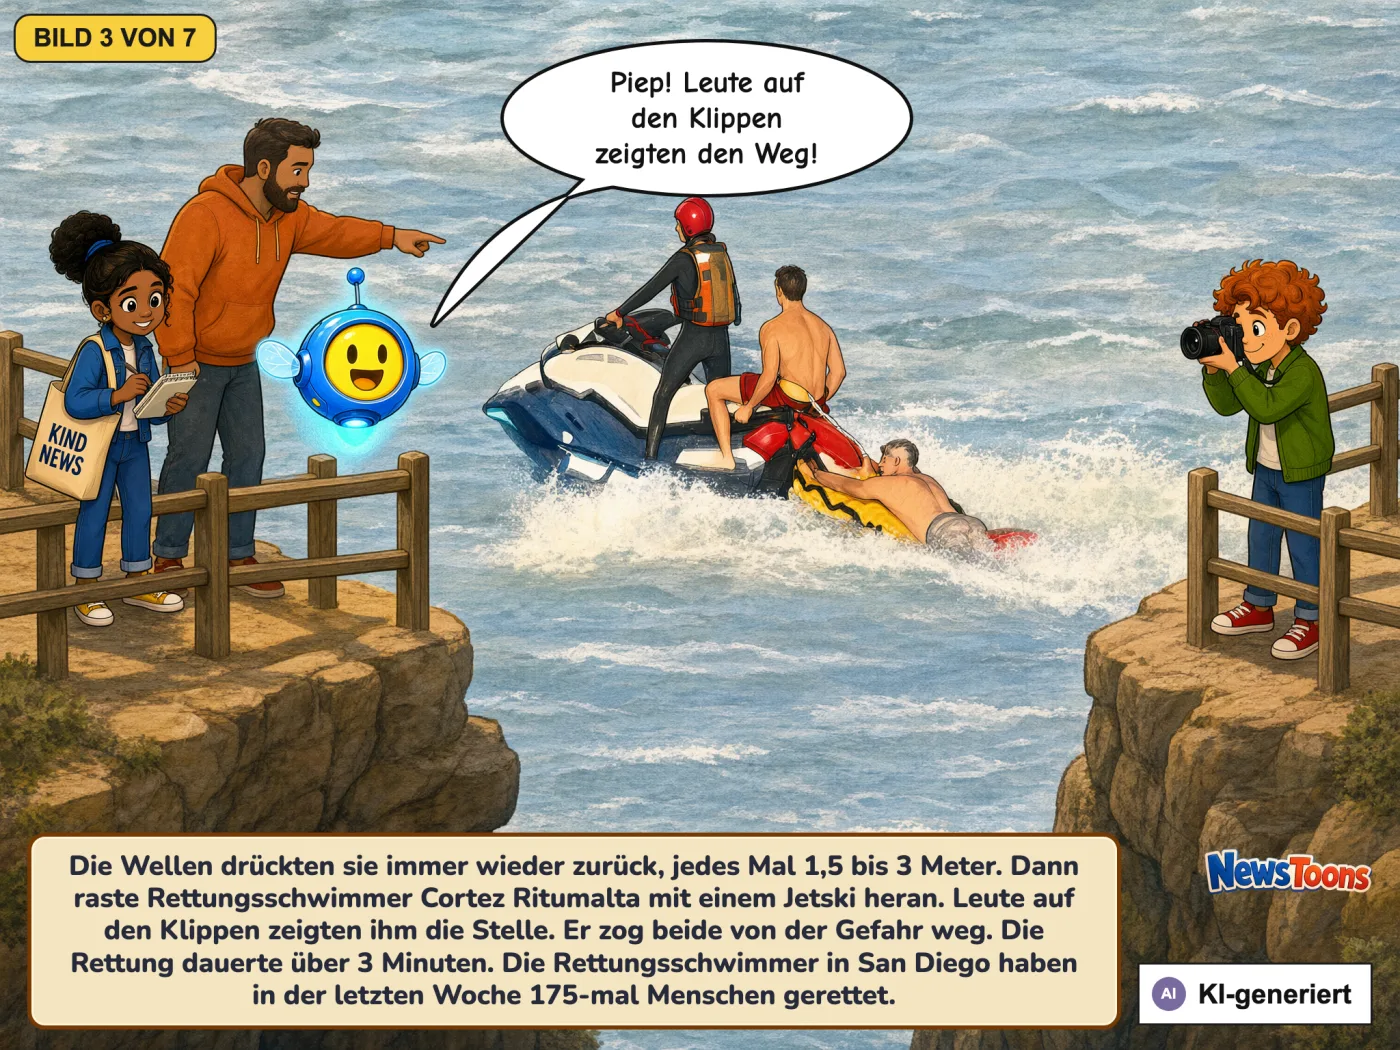 BILD 3 VON 7
Piep! Leute auf
den Klippen
zeigten den Weg!
KIND
NEWS
Die Wellen drückten sie immer wieder zurück, jedes Mal 1,5 bis 3 Meter. Dann
raste Rettungsschwimmer Cortez Ritumalta mit einem Jetski heran. Leute auf
den Klippen zeigten ihm die Stelle. Er zog beide von der Gefahr weg. Die
Rettung dauerte über 3 Minuten. Die Rettungsschwimmer in San Diego haben
in der letzten Woche 175-mal Menschen gerettet.
NewsToons
AI KI-generiert